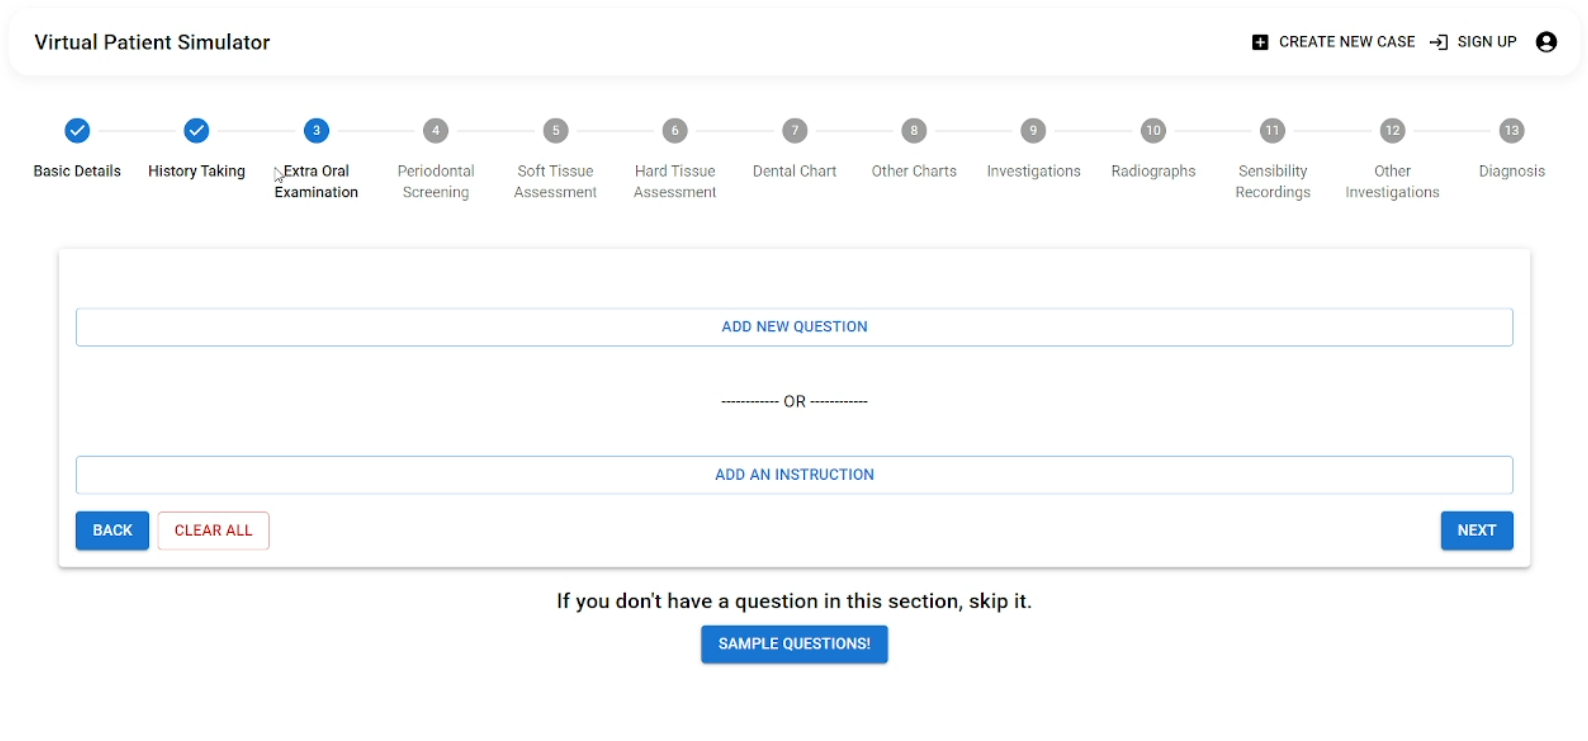 Virtual Patient Simulator
CREATE NEW CASE
SIGN UP
3
4
5
6
7
8
9
10
11
12
13
Basic Details
History Taking
Extra Oral
Examination
Periodontal
Screening
Soft Tissue
Assessment
Hard Tissue
Assessment
Dental Chart
Other Charts
Investigations
Radiographs
Sensibility
Recordings
Other
Investigations
Diagnosis
ADD NEW QUESTION
------------ OR ------------
ADD AN INSTRUCTION
BACK
CLEAR ALL
NEXT
If you don't have a question in this section, skip it.
SAMPLE QUESTIONS!